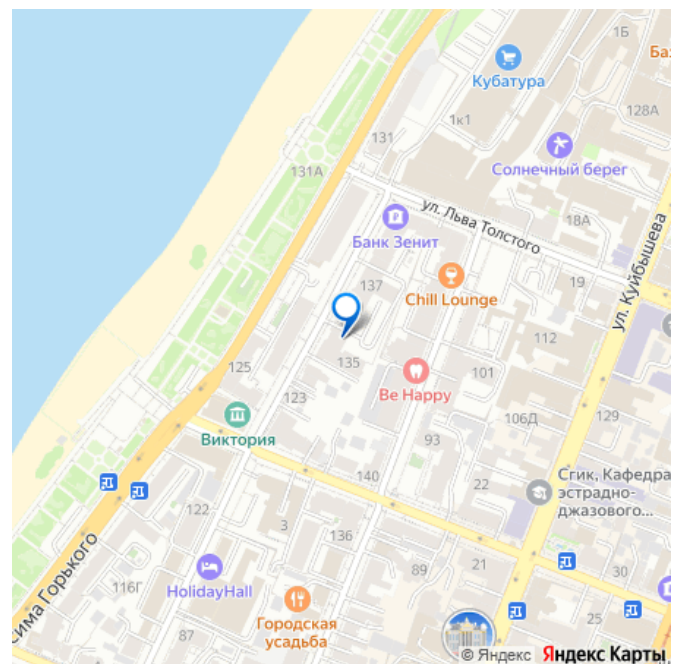 1Б
Ба
Кубатура
128А
1к1
131
Солнечный берег
131А
ул. Льва Толстого
18А
Банк Зенит
ул. Куйбышева
137
19
Chill Lounge
112
135
125
101
123
Be Happy
106Д
129
Виктория
93
Сгик, Кафедра
эстрадно-
джазового...
140
22
122
3
136
сима Горького
21
89
30
116Г
HolidayHall
25
Городская
усадьба
87
© Яндекс Яндекс Карты